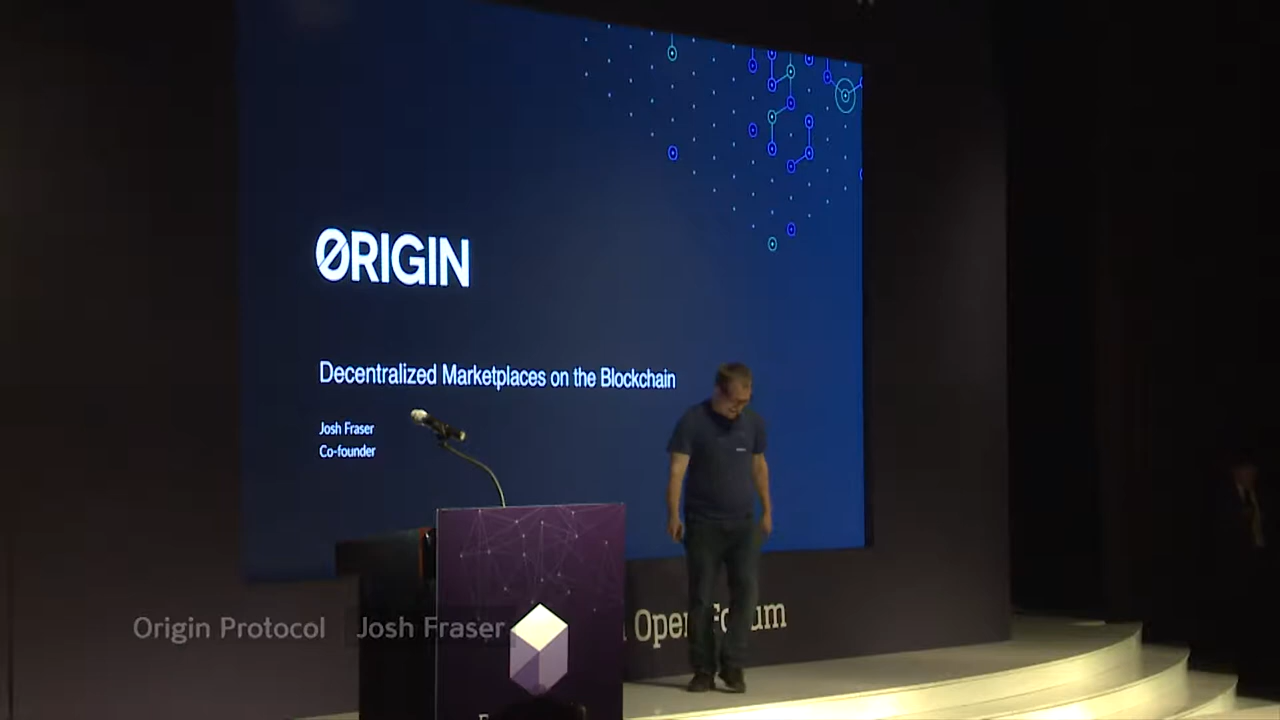 ØRIGIN
Decentralized Marketplaces on the Blockchain
Josh Fraser
Co-founder
Origin Protocol Josh Fraser
Open Forum